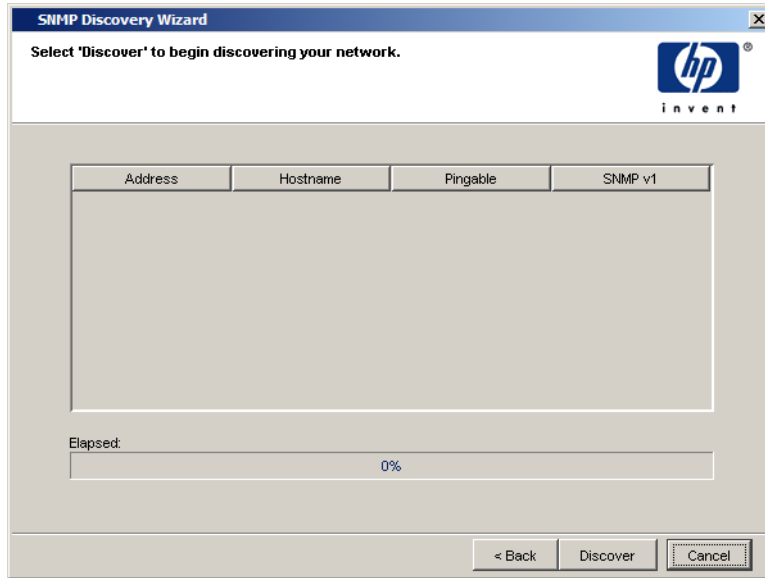 SNMP Discovery Wizard
Select 'Discover' to begin discovering your network.
hp ®
invent
Address Hostname Pingable SNMP v1
Elapsed:
0%
< Back Discover Cancel